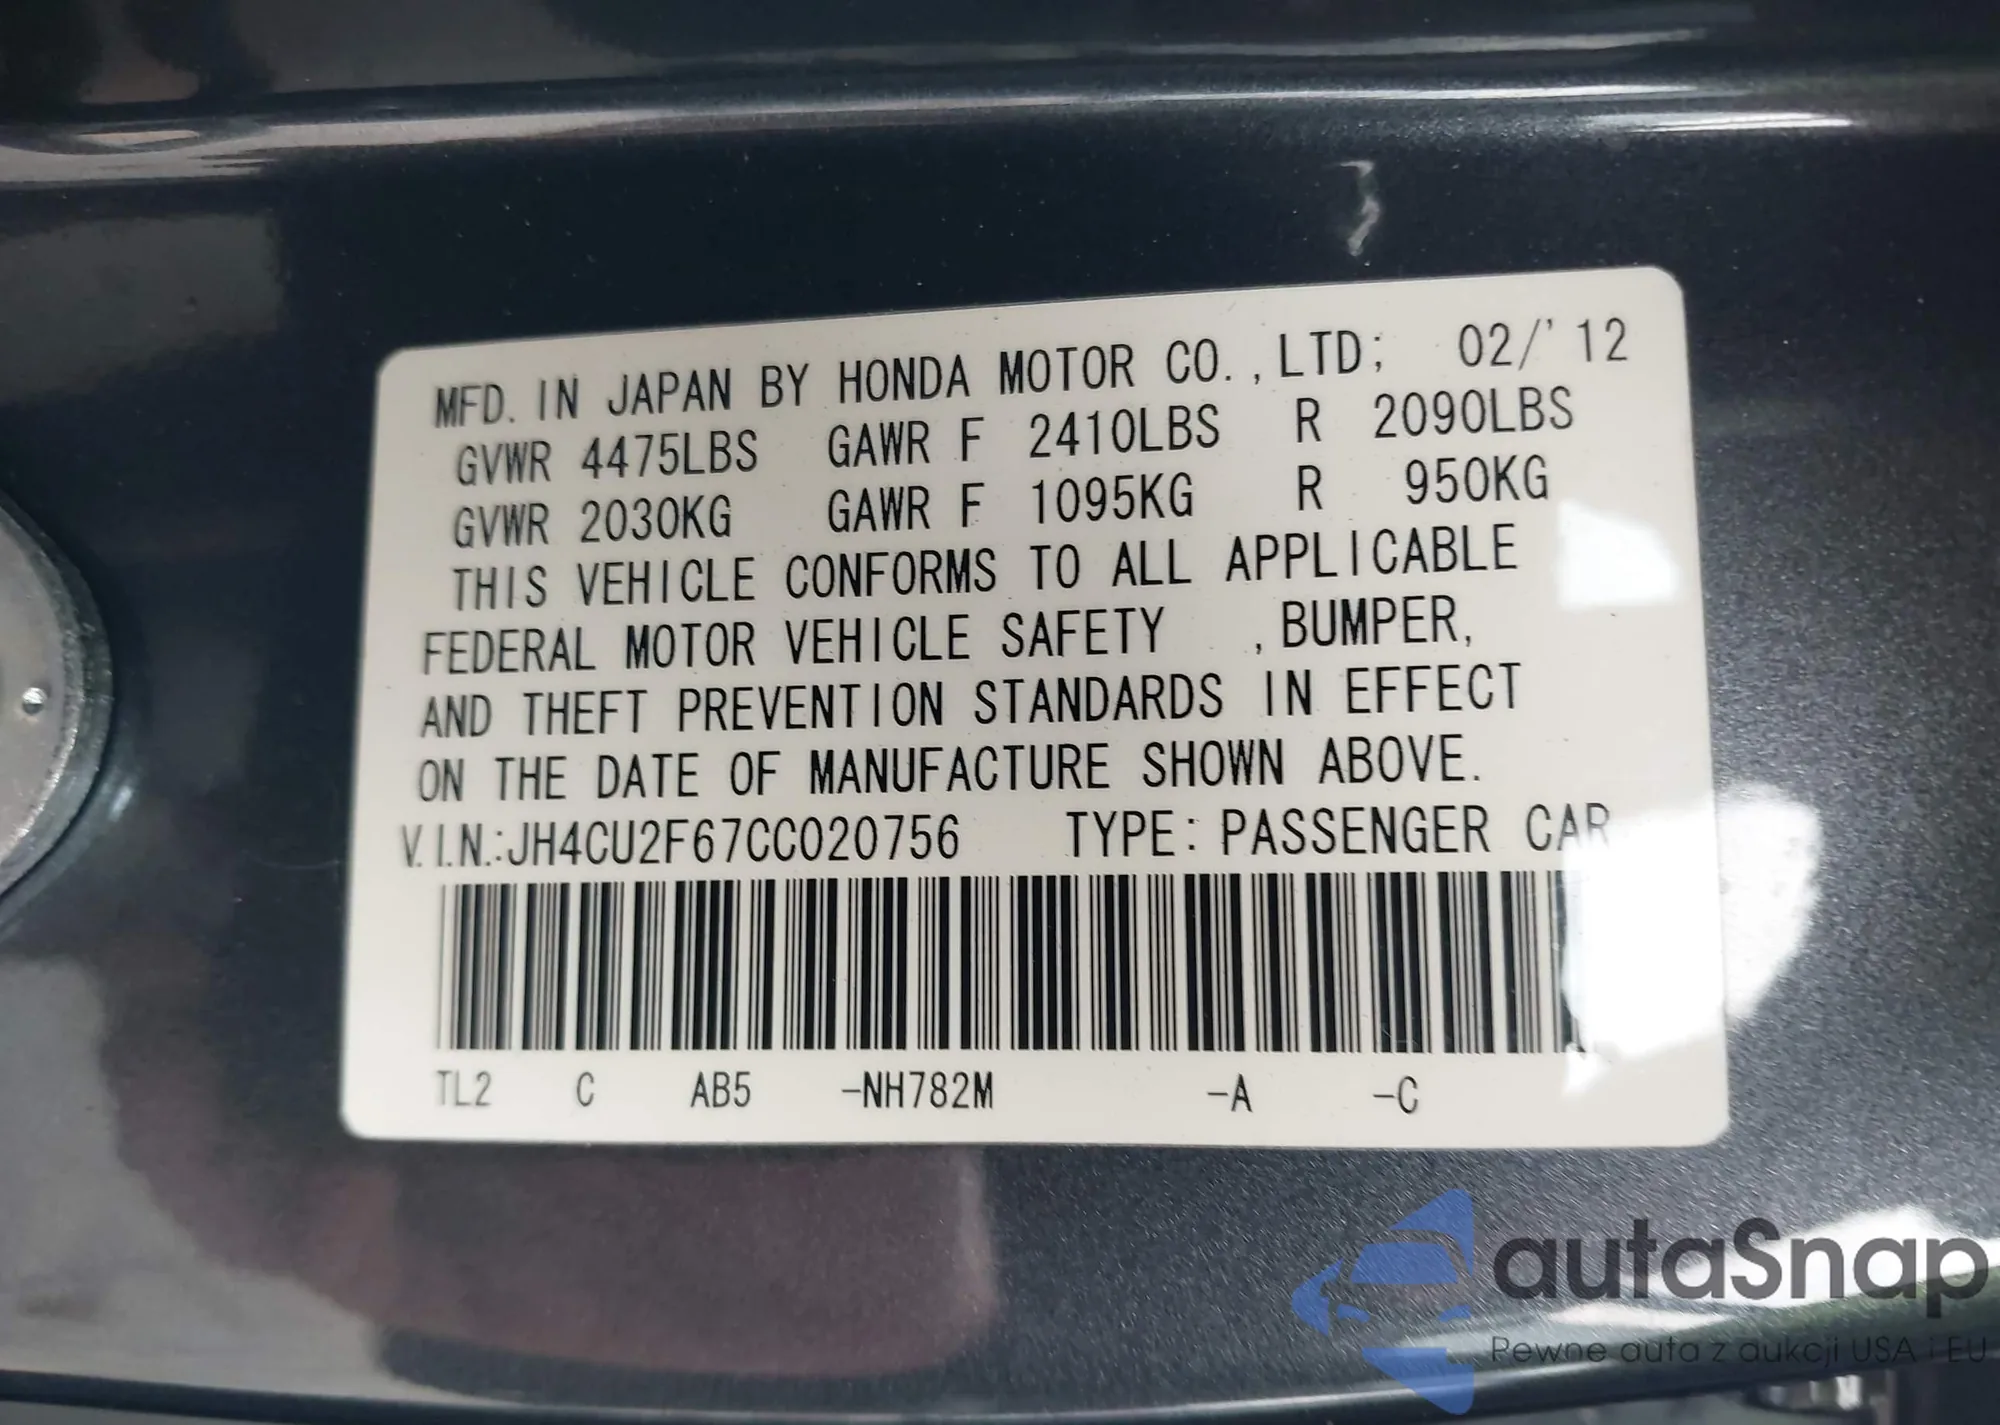 MFD. IN JAPAN BY HONDA MOTOR CO.,LTD; 02/'12
GVWR 4475LBS GAWR F 2410LBS R 2090LBS
GVWR 2030KG GAWR F 1095KG R 950KG
THIS VEHICLE CONFORMS TO ALL APPLICABLE
FEDERAL MOTOR VEHICLE SAFETY ,BUMPER,
AND THEFT PREVENTION STANDARDS IN EFFECT
ON THE DATE OF MANUFACTURE SHOWN ABOVE.
V.I.N.:JH4CU2F67CC020756 TYPE: PASSENGER CAR
TL2 C AB5 -NH782M -A -C
autaSnap
Pewne auta z aukcji USA i EU